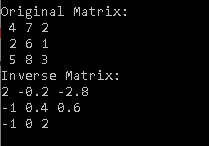 Original Matrix:
4 7 2
2 6 1
5 8 3
Inverse Matrix:
2 -0.2 -2.8
-1 0.4 0.6
-1 0 2